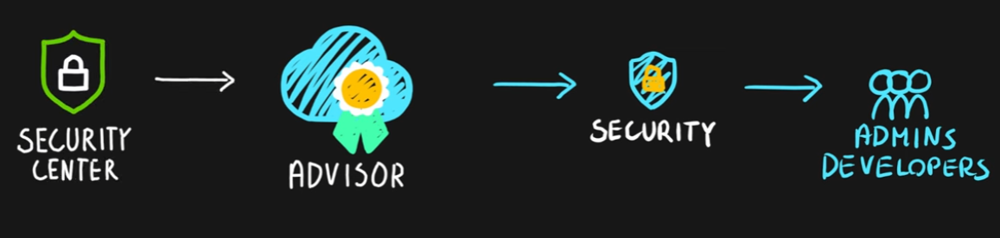 SECURITY
CENTER
ADVISOR
SECURITY
ADMINS
DEVELOPERS